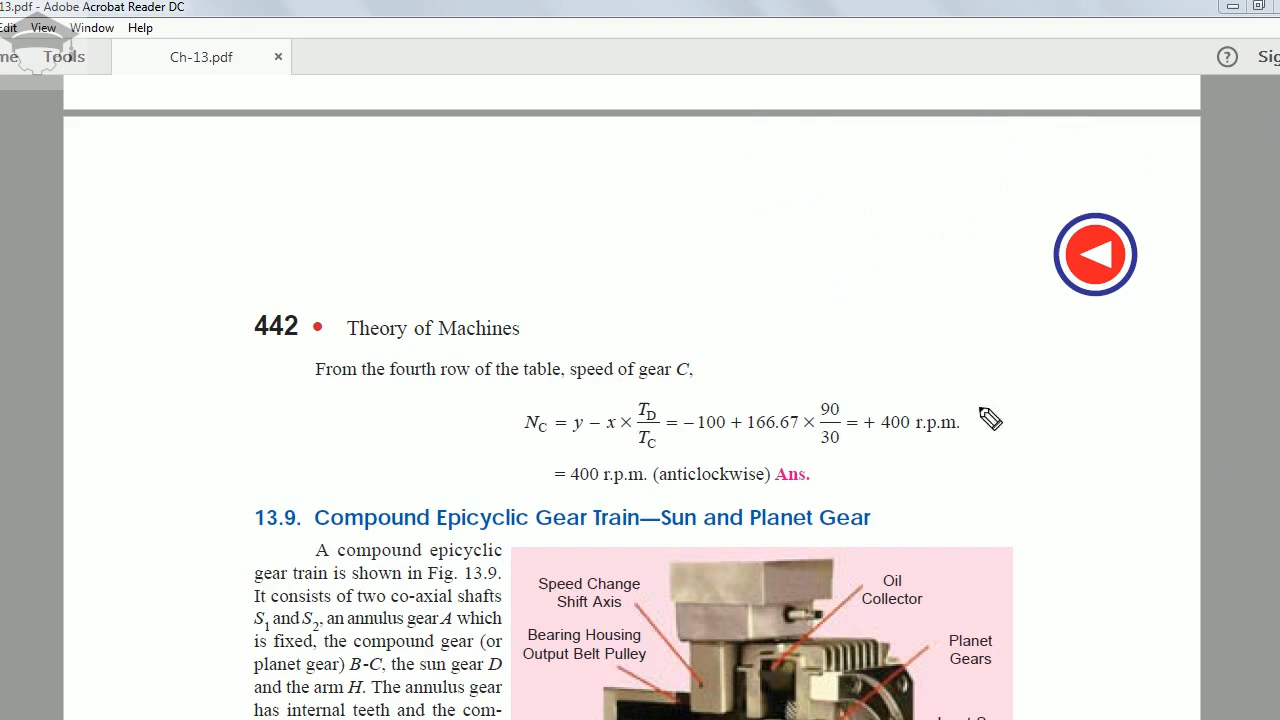 13.pdf - Adobe Acrobat Reader DC
Edit View Window Help
me Tools Ch-13.pdf × ? Sig
442 • Theory of Machines
From the fourth row of the table, speed of gear C,
N_C = y − x × T_D/T_C = − 100 + 166.67 × 90/30 = + 400 r.p.m.
= 400 r.p.m. (anticlockwise) Ans.
13.9. Compound Epicyclic Gear Train—Sun and Planet Gear
A compound epicyclic
gear train is shown in Fig. 13.9.
It consists of two co-axial shafts
S1 and S2, an annulus gear A which
is fixed, the compound gear (or
planet gear) B-C, the sun gear D
and the arm H. The annulus gear
has internal teeth and the com-
Speed Change
Shift Axis
Oil
Collector
Bearing Housing
Output Belt Pulley
Planet
Gears